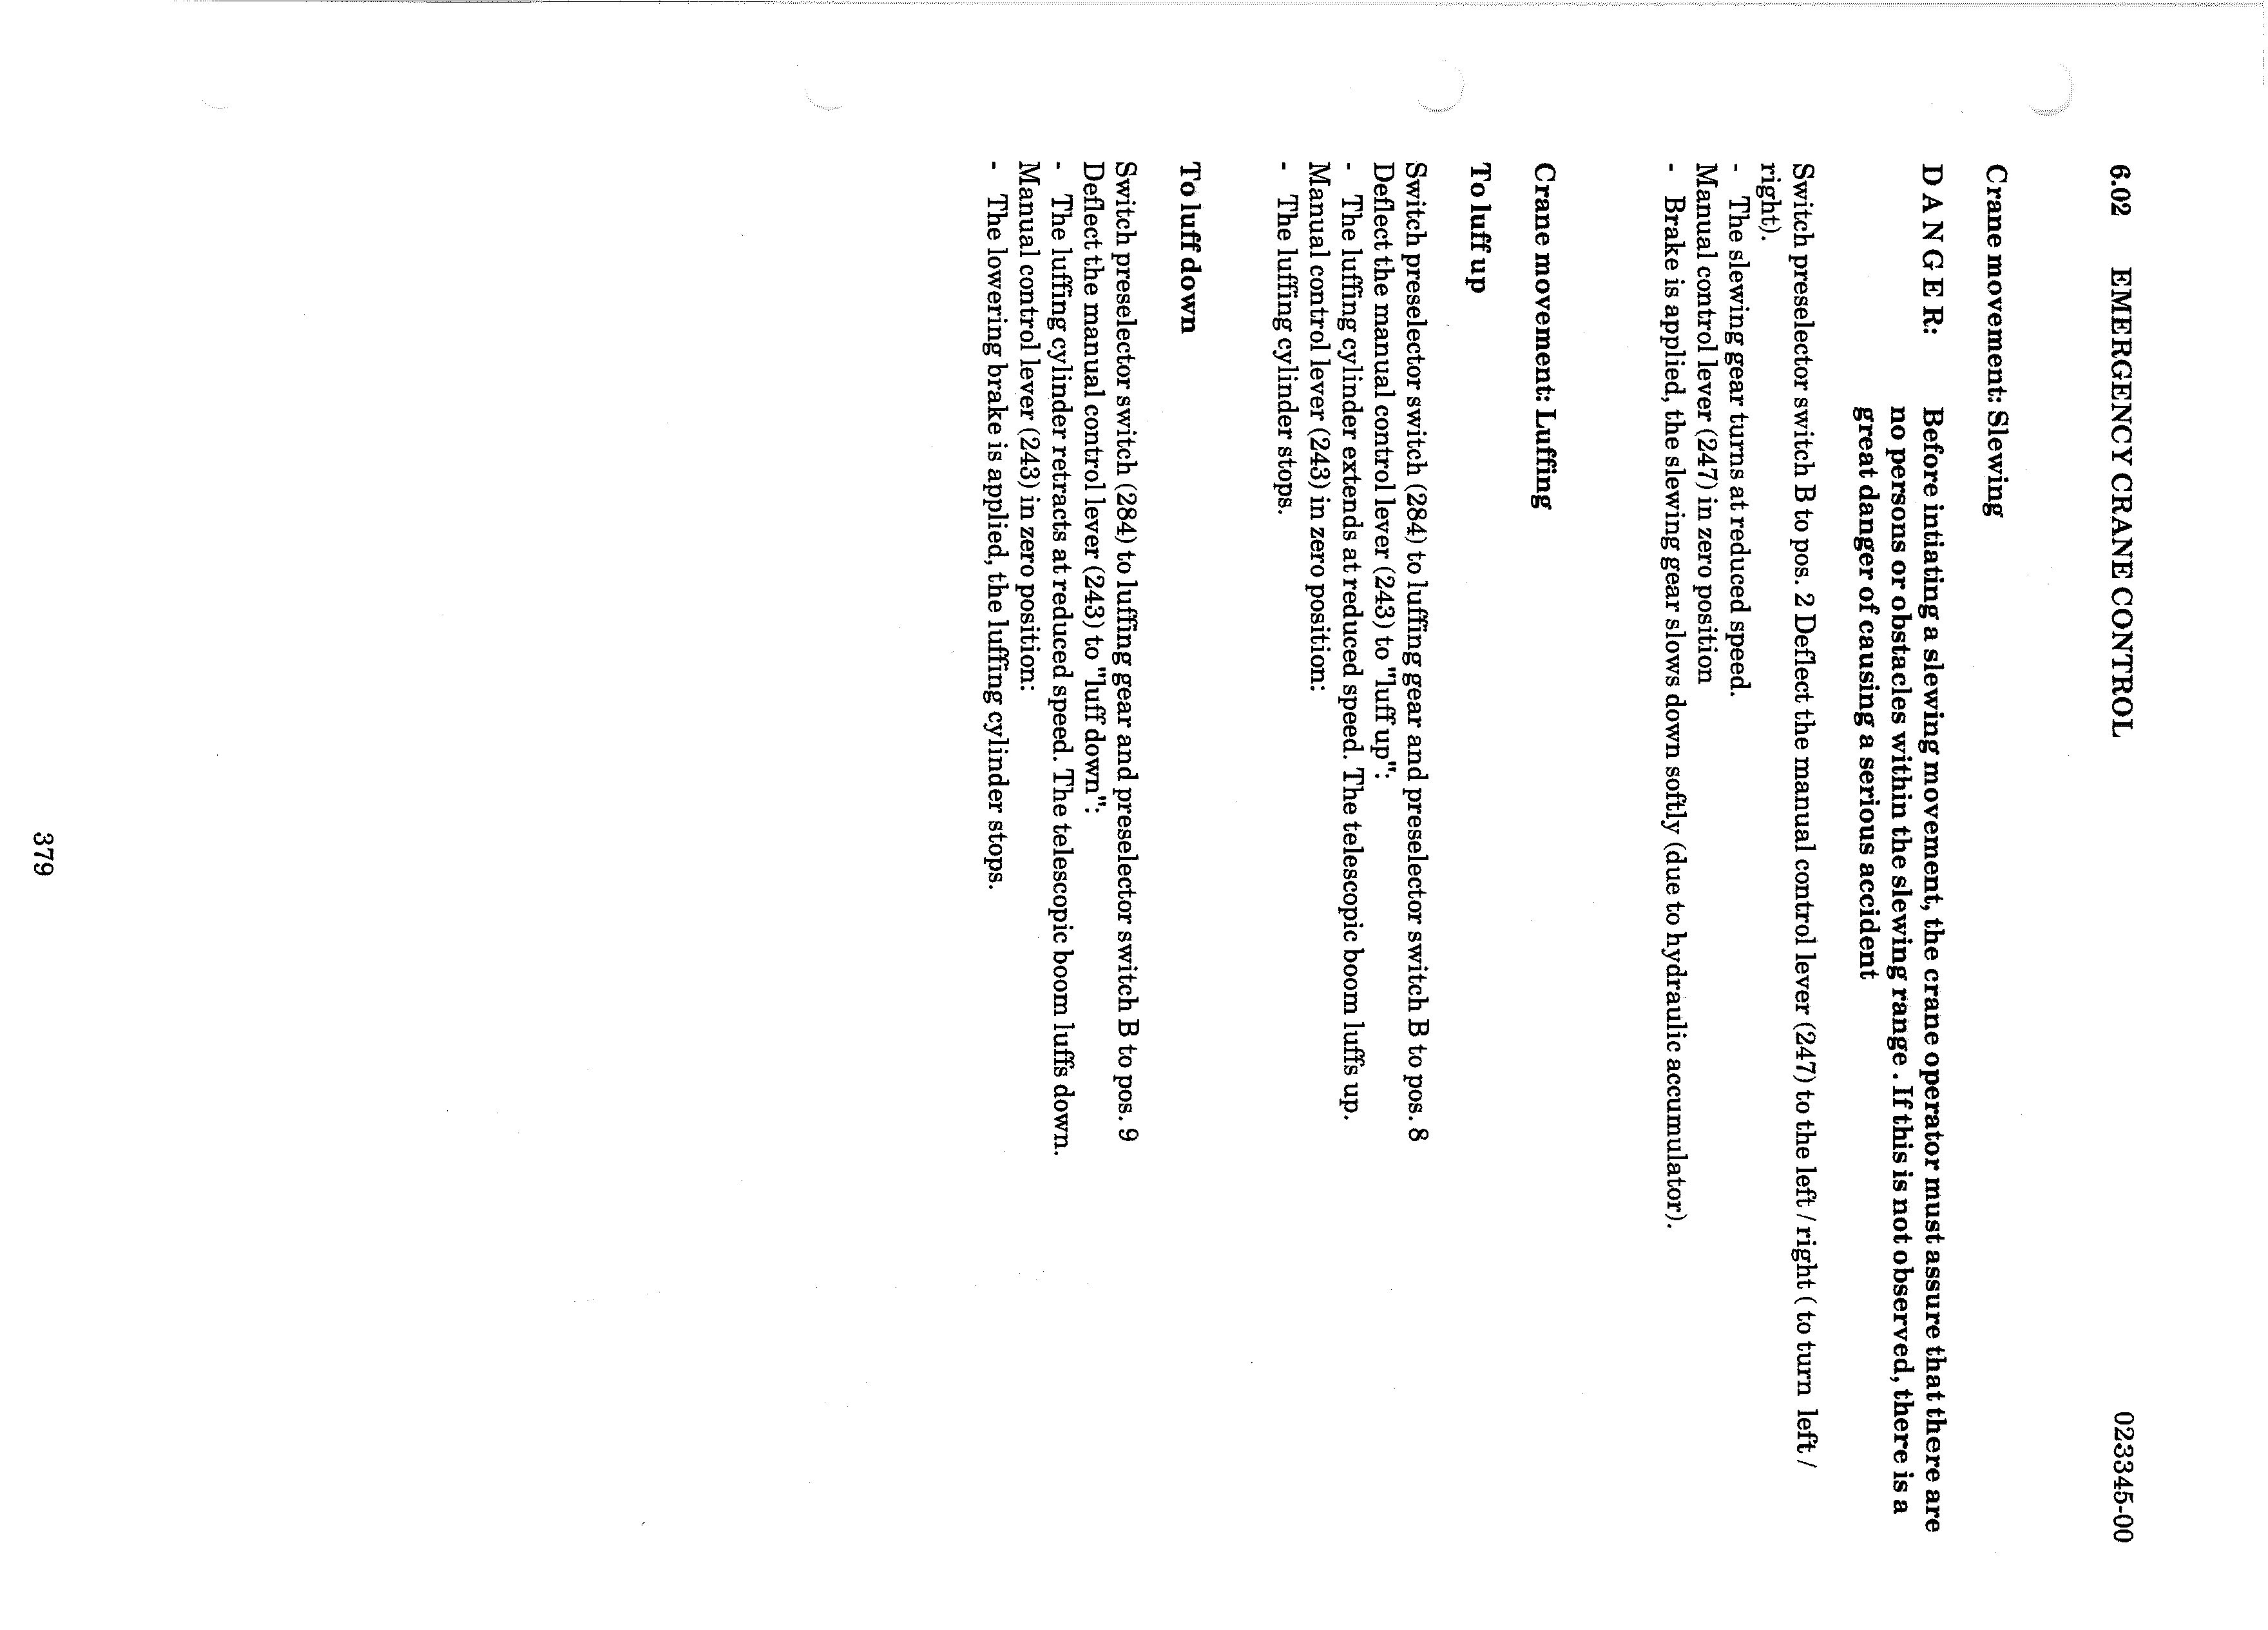 6.02 EMERGENCY CRANE CONTROL 023345-00
Crane movement: Slewing
D A N G E R: Before intiating a slewing movement, the crane operator must assure that there are
no persons or obstacles within the slewing range . If this is not observed, there is a
great danger of causing a serious accident
Switch preselector switch B to pos. 2 Deflect the manual control lever (247) to the left / right ( to turn left /
right).
- The slewing gear turns at reduced speed.
Manual control lever (247) in zero position
- Brake is applied, the slewing gear slows down softly (due to hydraulic accumulator).
Crane movement: Luffing
To luff up
Switch preselector switch (284) to luffing gear and preselector switch B to pos. 8
Deflect the manual control lever (243) to "luff up":
- The luffing cylinder extends at reduced speed. The telescopic boom luffs up.
Manual control lever (243) in zero position:
- The luffing cylinder stops.
To luff down
Switch preselector switch (284) to luffing gear and preselector switch B to pos. 9
Deflect the manual control lever (243) to "luff down":
- The luffing cylinder retracts at reduced speed. The telescopic boom luffs down.
Manual control lever (243) in zero position:
- The lowering brake is applied, the luffing cylinder stops.
379